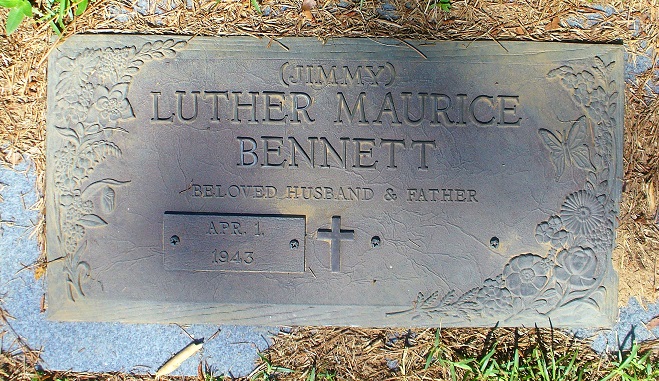 (JIMMY)
LUTHER MAURICE
BENNETT
BELOVED HUSBAND & FATHER
APR. 1,
1943